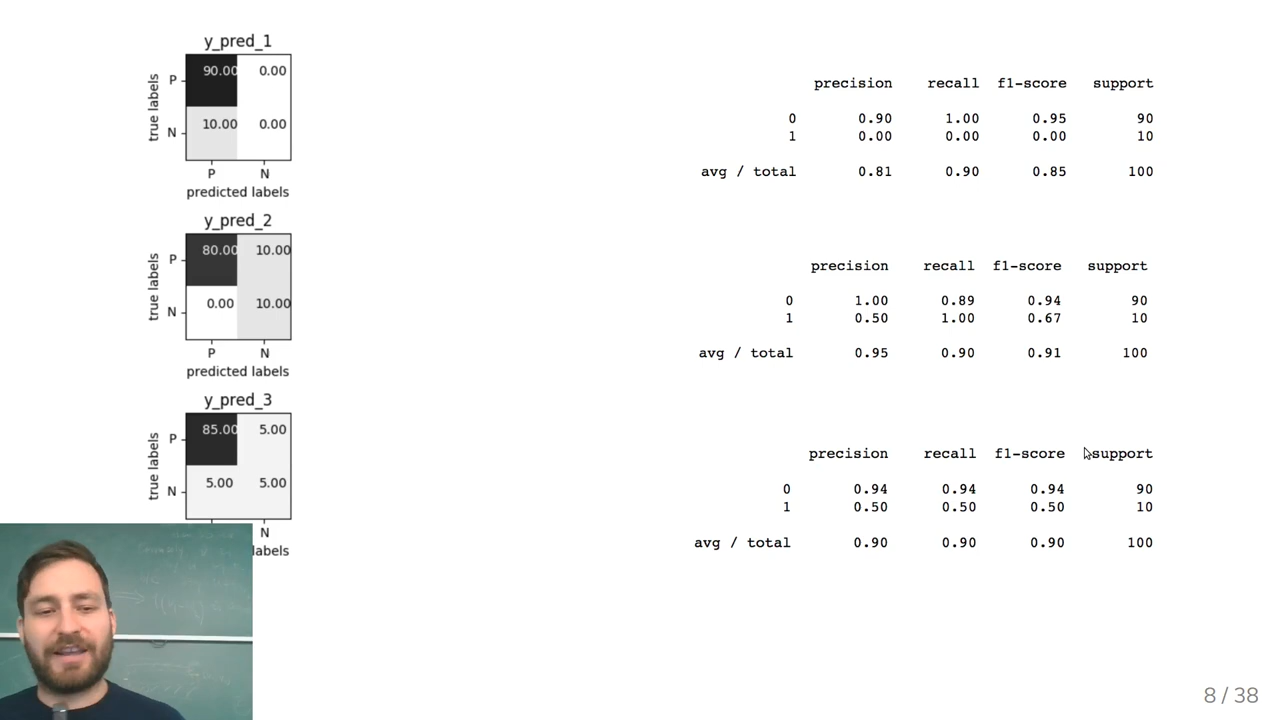 y_pred_1
true labels
P 90.00 0.00
N 10.00 0.00
P N
predicted labels
y_pred_2
true labels
P 80.00 10.00
N 0.00 10.00
P N
predicted labels
y_pred_3
true labels
P 85.00 5.00
N 5.00 5.00
N
labels
precision recall f1-score support
0 0.90 1.00 0.95 90
1 0.00 0.00 0.00 10
avg / total 0.81 0.90 0.85 100
precision recall f1-score support
0 1.00 0.89 0.94 90
1 0.50 1.00 0.67 10
avg / total 0.95 0.90 0.91 100
precision recall f1-score support
0 0.94 0.94 0.94 90
1 0.50 0.50 0.50 10
avg / total 0.90 0.90 0.90 100
8 / 38